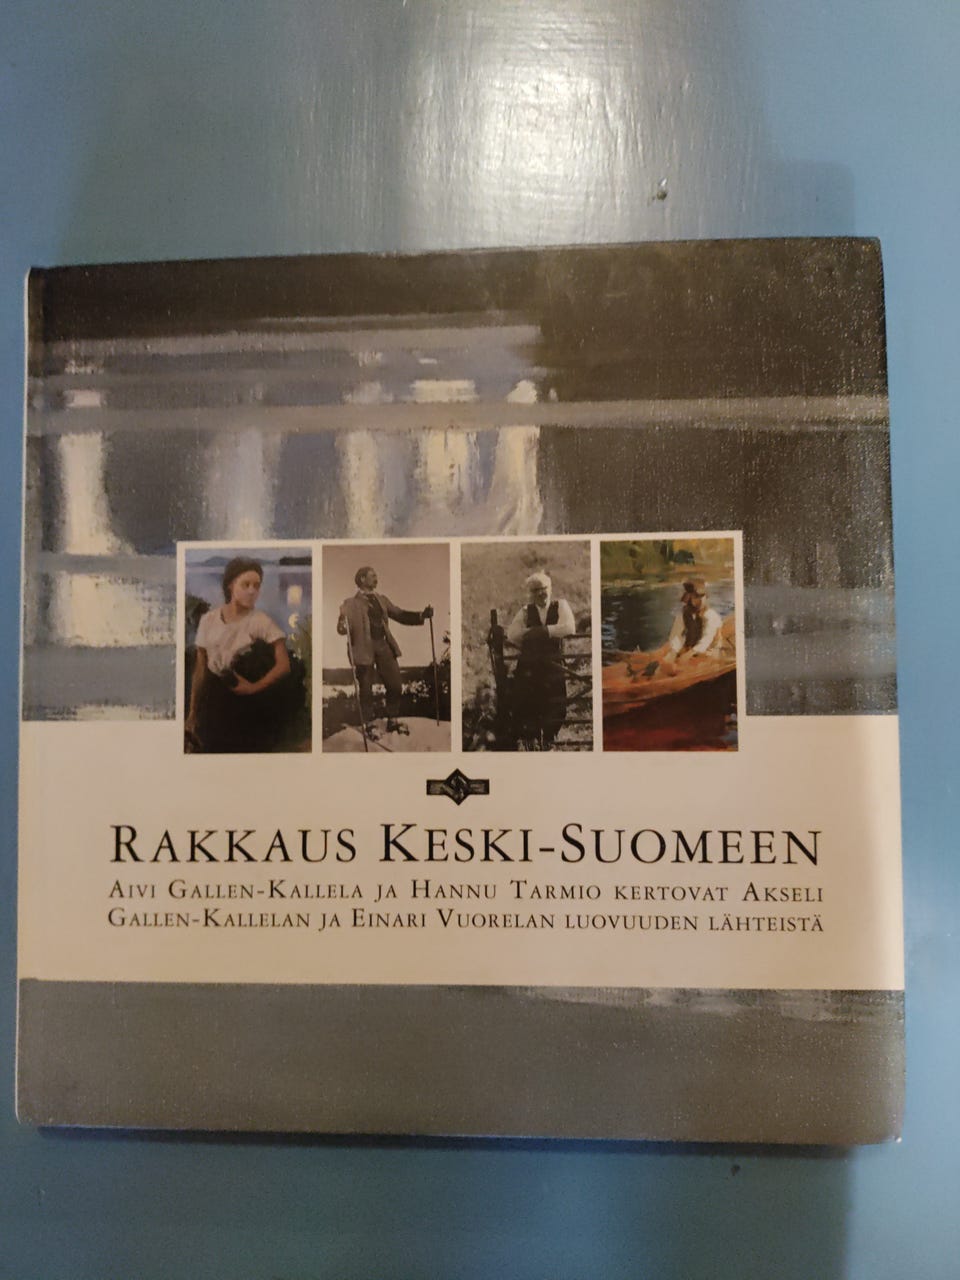 Rakkaus Keski-Suomeen
Aivi Gallen-Kallela ja Hannu Tarmio kertovat Akseli
Gallen-Kallelan ja Einari Vuorelan luovuuden lähteistä